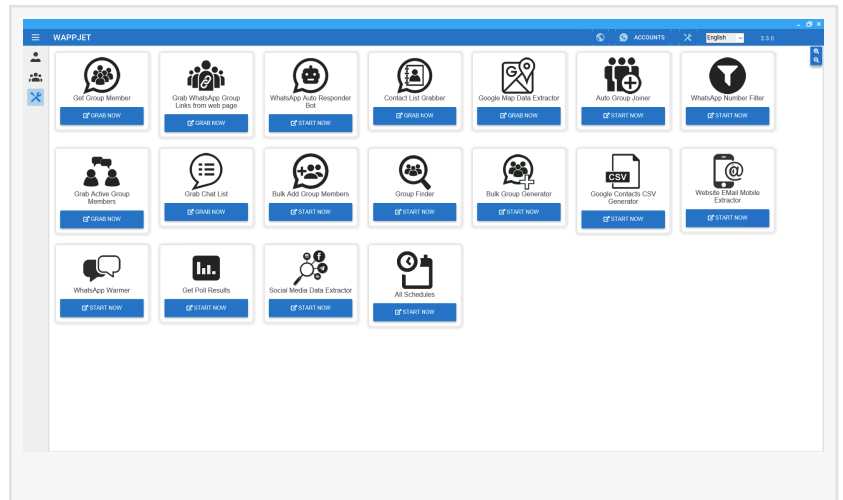 WAPPJET
ACCOUNTS
English
3.3.0
Get Group Member
GRAB NOW
Grab WhatsApp Group
Links from web page
GRAB NOW
WhatsApp Auto Responder
Bot
START NOW
Contact List Grabber
GRAB NOW
Google Map Data Extractor
GRAB NOW
Auto Group Joiner
START NOW
WhatsApp Number Filter
START NOW
Grab Active Group
Members
GRAB NOW
Grab Chat List
GRAB NOW
Bulk Add Group Members
START NOW
Group Finder
START NOW
Bulk Group Generator
START NOW
CSV
Google Contacts CSV
Generator
START NOW
Website EMail Mobile
Extractor
START NOW
WhatsApp Warmer
START NOW
Get Poll Results
START NOW
Social Media Data Extractor
START NOW
All Schedules
START NOW